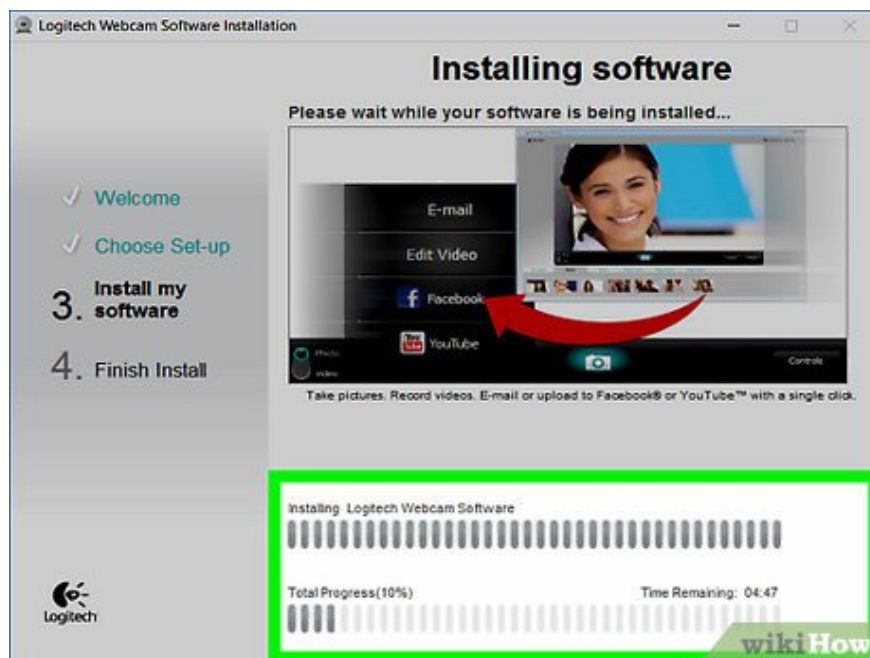 Logitech Webcam Software Installation
Installing software
Please wait while your software is being installed...
Welcome
Choose Set-up
3. Install my
software
4. Finish Install
E-mail
Edit Video
Facebook
YouTube
Photo
Video
Controls
Take pictures. Record videos. E-mail or upload to Facebook® or YouTube™ with a single click.
Installing Logitech Webcam Software
Total Progress(10%) Time Remaining: 04:47
Logitech
wikiHow